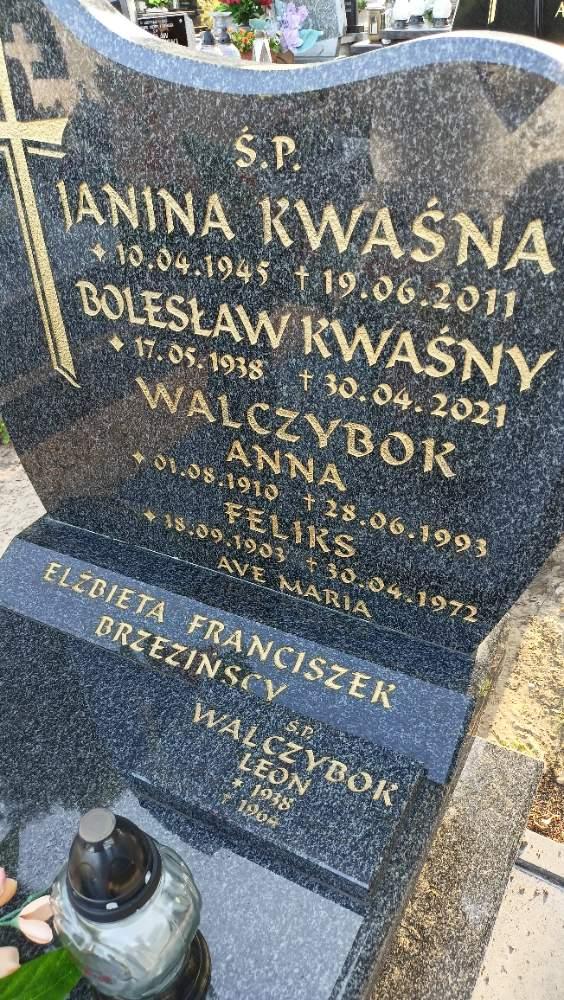 Ś.P.
JANINA KWAŚNA
✦ 10.04.1945 † 19.06.2011
BOLESŁAW KWAŚNY
✦ 17.05.1938 † 30.04.2021
WALCZYBOK
ANNA
✦ 01.08.1910 † 28.06.1993
FELIKS
✦ 18.09.1903 † 30.04.1972
AVE MARIA
ELŻBIETA FRANCISZEK
BRZEZIŃSCY
Ś.P.
WALCZYBOK
LEON
✶ 1938
† 1964